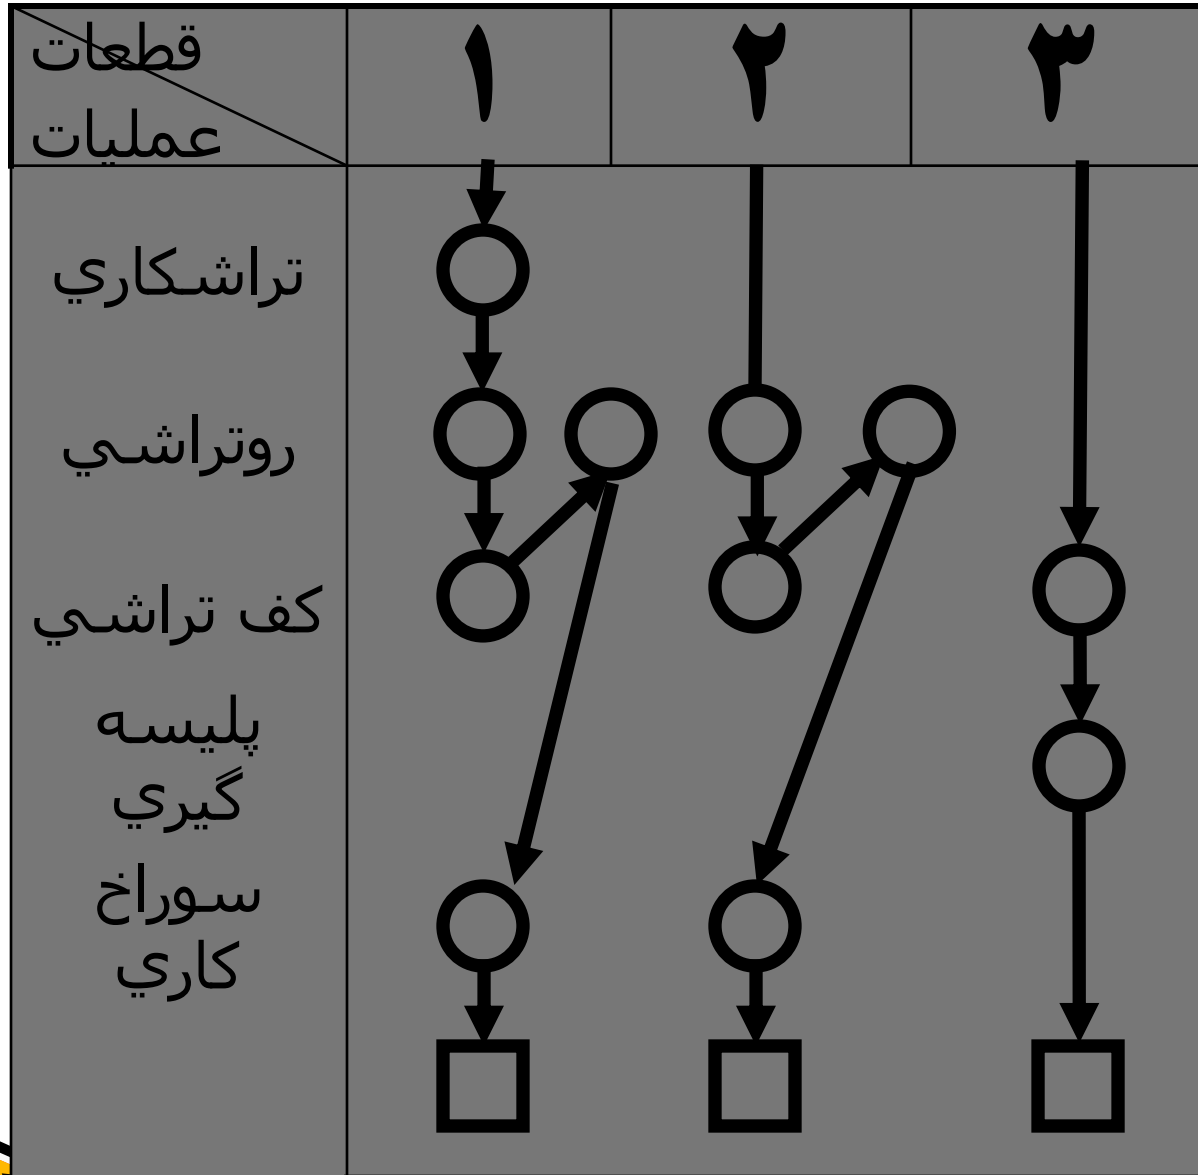 قطعات
عمليات
۱
۲
۳
تراشكاري
روتراشي
كف تراشي
پليسه
گيري
سوراخ
كاري